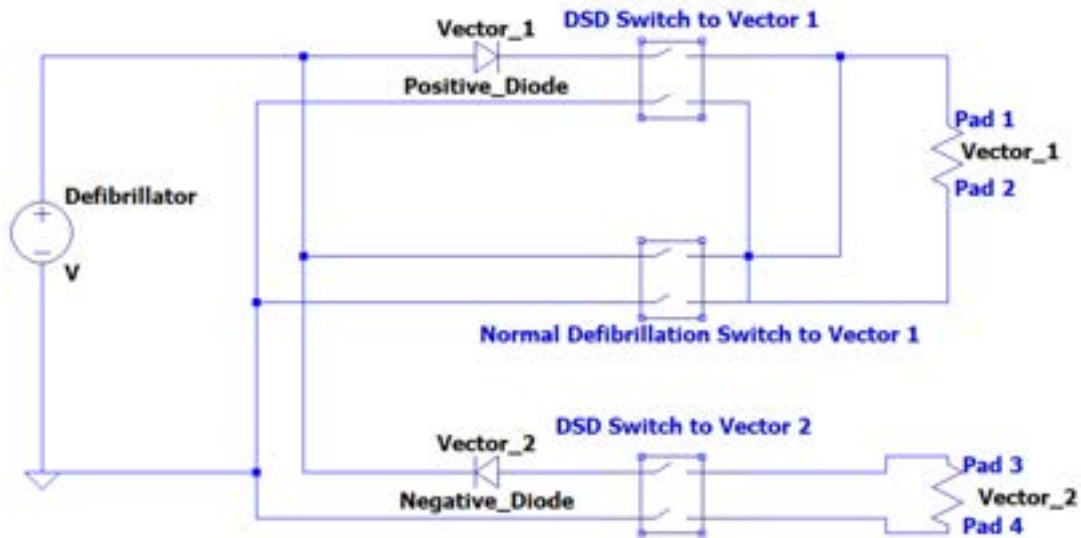 DSD Switch to Vector 1
Vector_1
Positive_Diode
Pad 1
Vector_1
Pad 2
Defibrillator
+
−
V
Normal Defibrillation Switch to Vector 1
DSD Switch to Vector 2
Vector_2
Negative_Diode
Pad 3
Vector_2
Pad 4